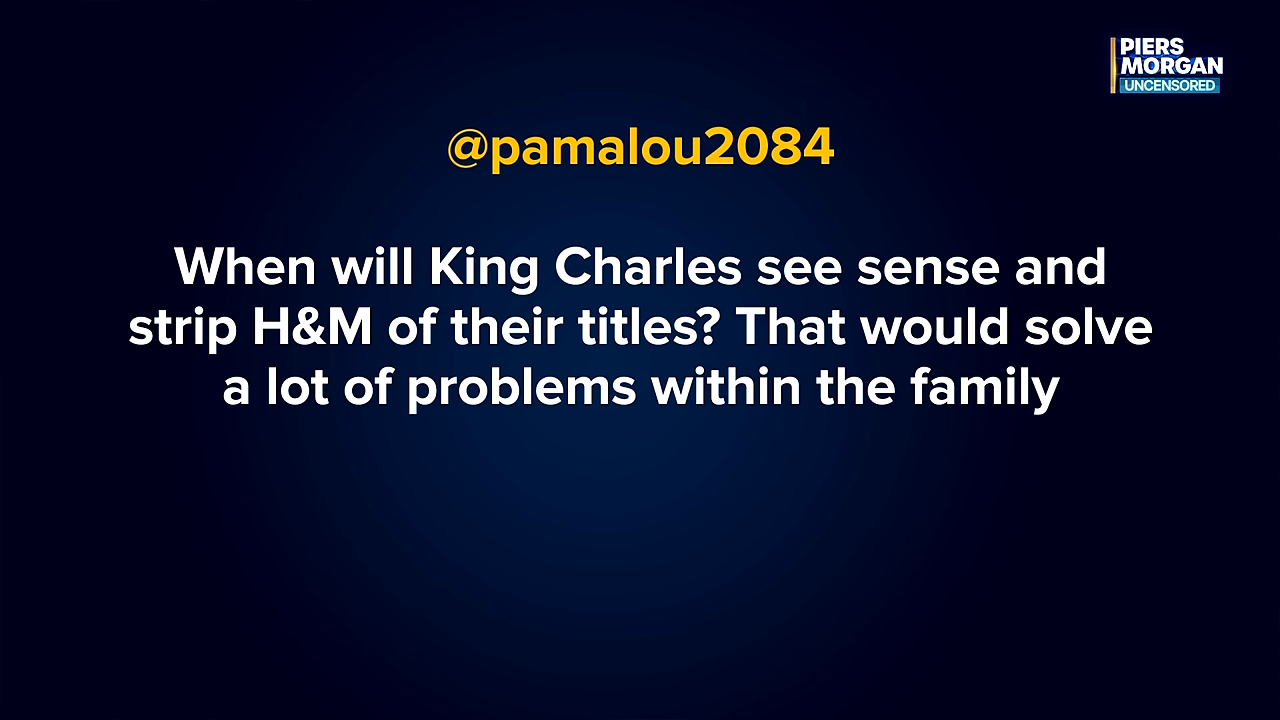 PIERS
MORGAN
UNCENSORED
@pamalou2084
When will King Charles see sense and
strip H&M of their titles? That would solve
a lot of problems within the family